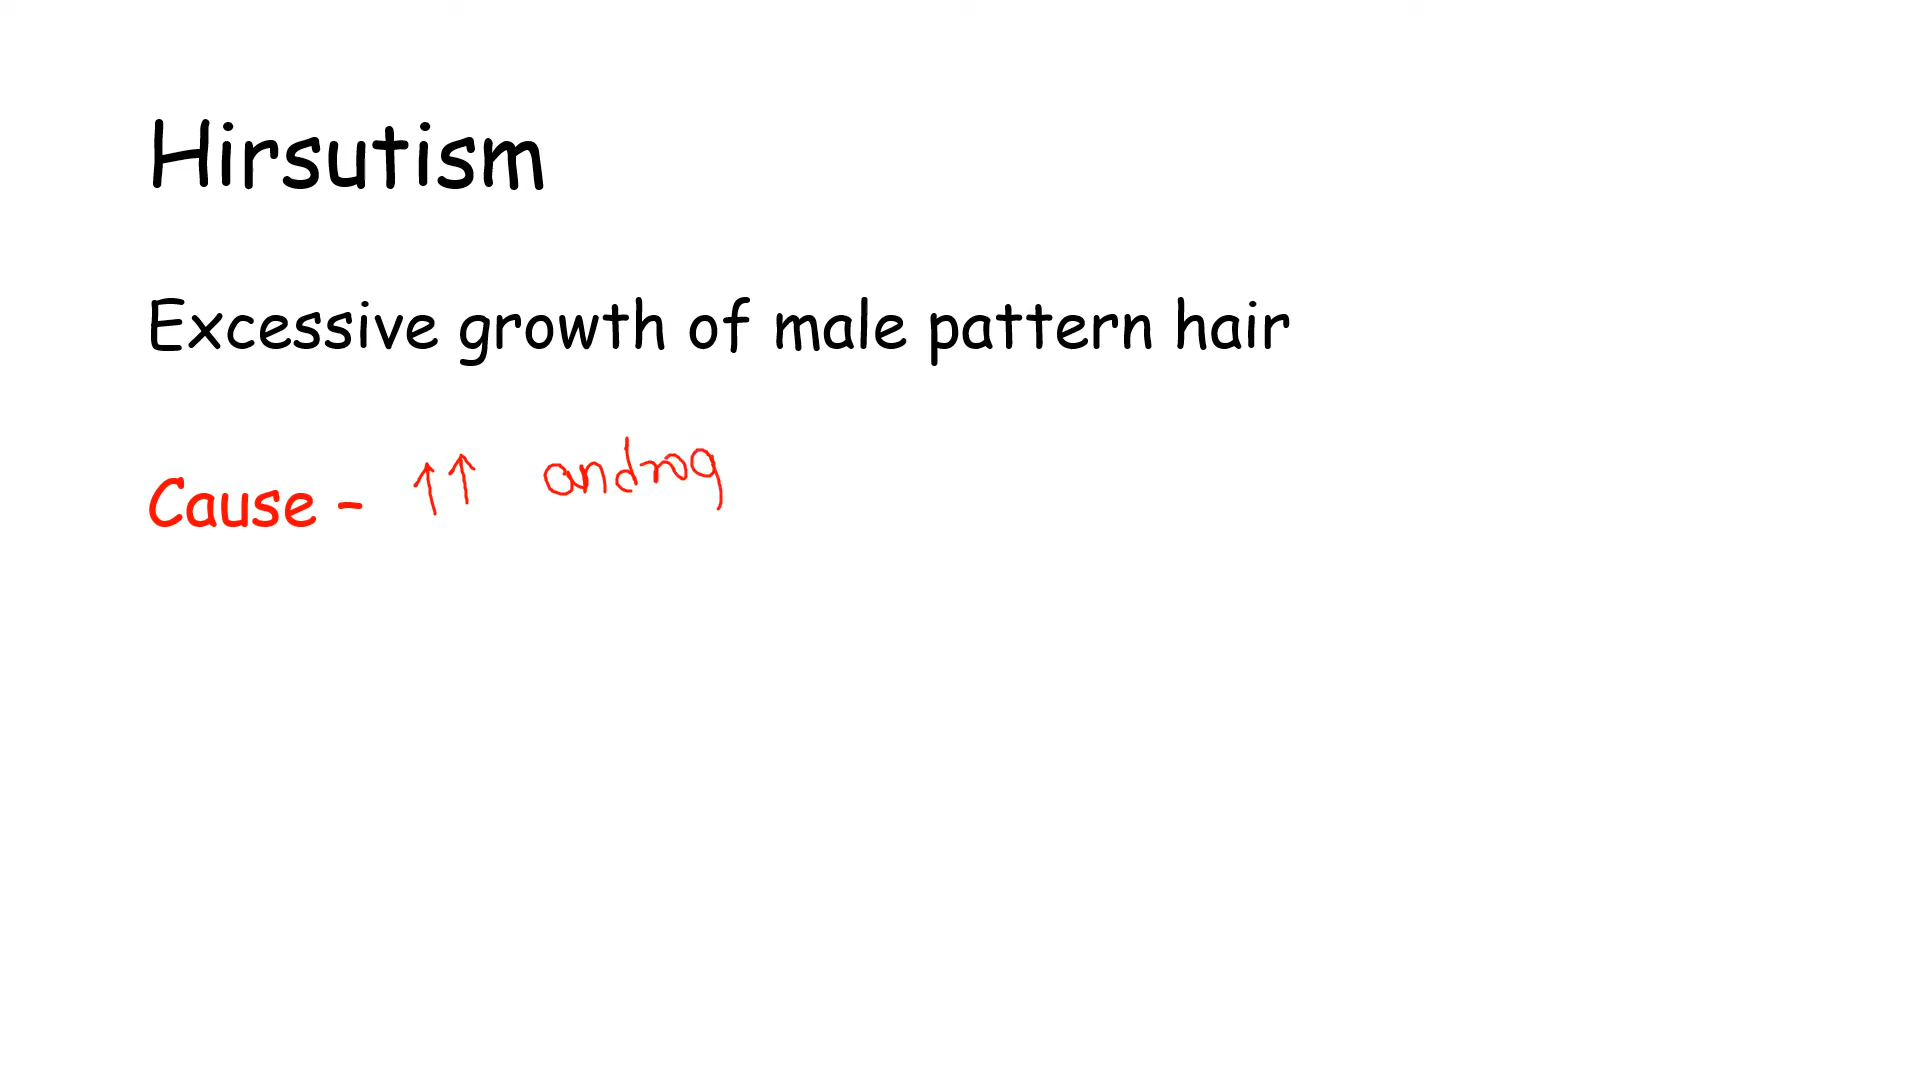 Hirsutism
Excessive growth of male pattern hair
Cause - ↑↑ androg